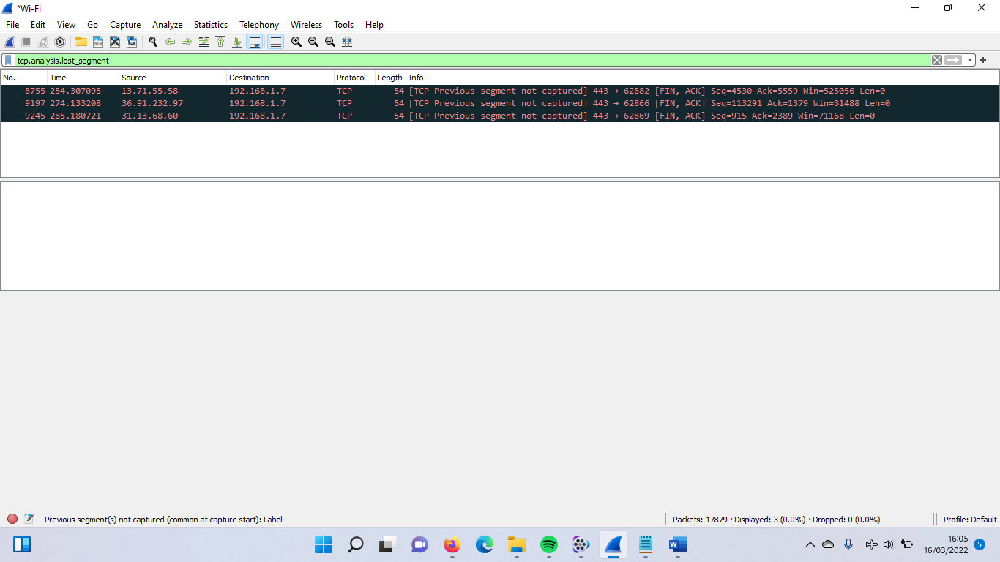 *Wi-Fi
File Edit View Go Capture Analyze Statistics Telephony Wireless Tools Help
tcp.analysis.lost_segment
No. Time Source Destination Protocol Length Info
8755 254.307095 13.71.55.58 192.168.1.7 TCP 54 [TCP Previous segment not captured] 443 → 62882 [FIN, ACK] Seq=4530 Ack=5559 Win=525056 Len=0
9197 274.133208 36.91.232.97 192.168.1.7 TCP 54 [TCP Previous segment not captured] 443 → 62866 [FIN, ACK] Seq=113291 Ack=1379 Win=31488 Len=0
9245 285.180721 31.13.68.60 192.168.1.7 TCP 54 [TCP Previous segment not captured] 443 → 62869 [FIN, ACK] Seq=915 Ack=2389 Win=71168 Len=0
Previous segment(s) not captured (common at capture start): Label
Packets: 17879 · Displayed: 3 (0.0%) · Dropped: 0 (0.0%)
Profile: Default
16:05
16/03/2022
5